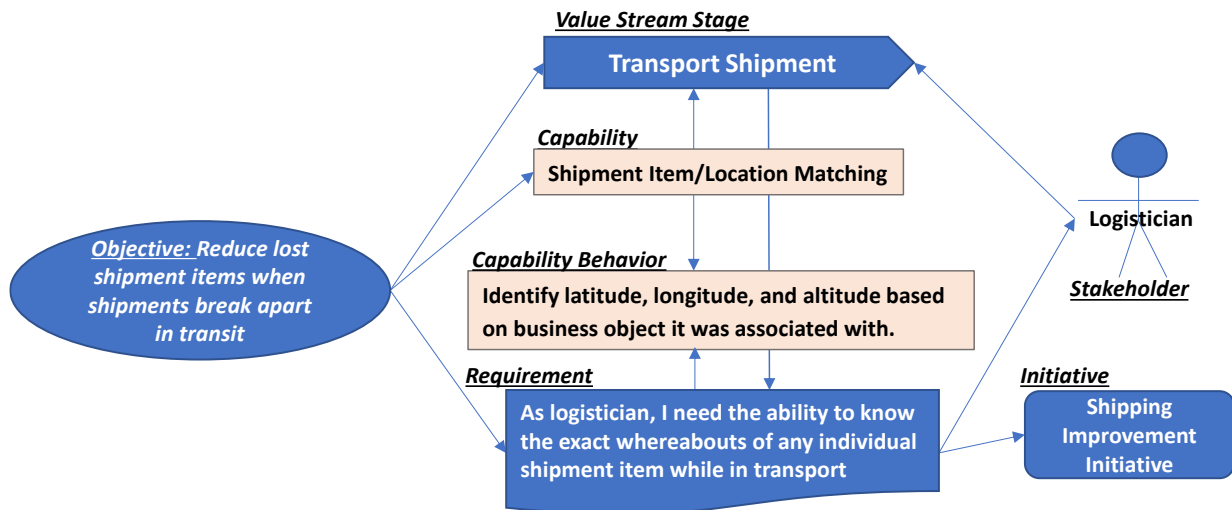 Value Stream Stage
Transport Shipment
Capability
Shipment Item/Location Matching
Logistician
Stakeholder
Objective: Reduce lost
shipment items when
shipments break apart
in transit
Capability Behavior
Identify latitude, longitude, and altitude based
on business object it was associated with.
Requirement
As logistician, I need the ability to know
the exact whereabouts of any individual
shipment item while in transport
Initiative
Shipping
Improvement
Initiative